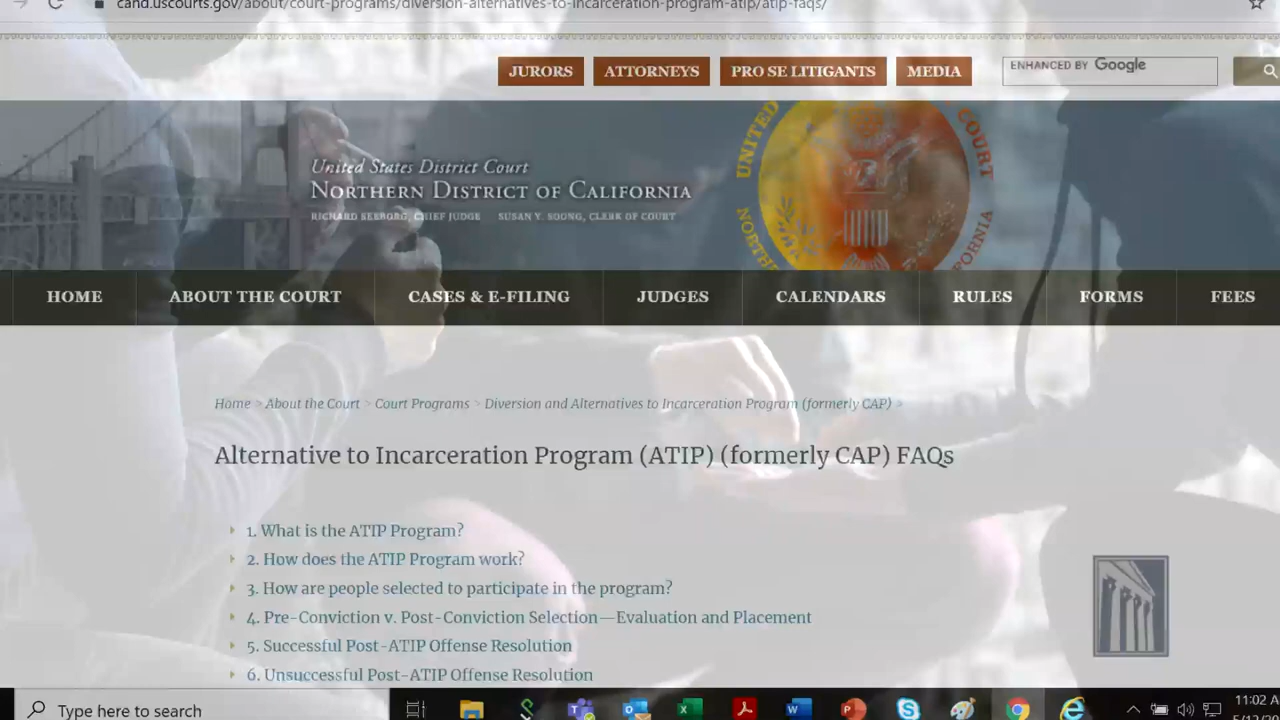 cand.uscourts.gov/about/court-programs/diversion-alternatives-to-incarceration-program-atip/atip-faqs/
JURORS ATTORNEYS PRO SE LITIGANTS MEDIA ENHANCED BY Google
United States District Court
NORTHERN DISTRICT OF CALIFORNIA
RICHARD SEEBORG, CHIEF JUDGE SUSAN Y. SOONG, CLERK OF COURT
UNITED COURT
HOME ABOUT THE COURT CASES & E-FILING JUDGES CALENDARS RULES FORMS FEES
Home > About the Court > Court Programs > Diversion and Alternatives to Incarceration Program (formerly CAP) >
Alternative to Incarceration Program (ATIP) (formerly CAP) FAQs
1. What is the ATIP Program?
2. How does the ATIP Program work?
3. How are people selected to participate in the program?
4. Pre-Conviction v. Post-Conviction Selection—Evaluation and Placement
5. Successful Post-ATIP Offense Resolution
6. Unsuccessful Post-ATIP Offense Resolution
Type here to search
11:02 A